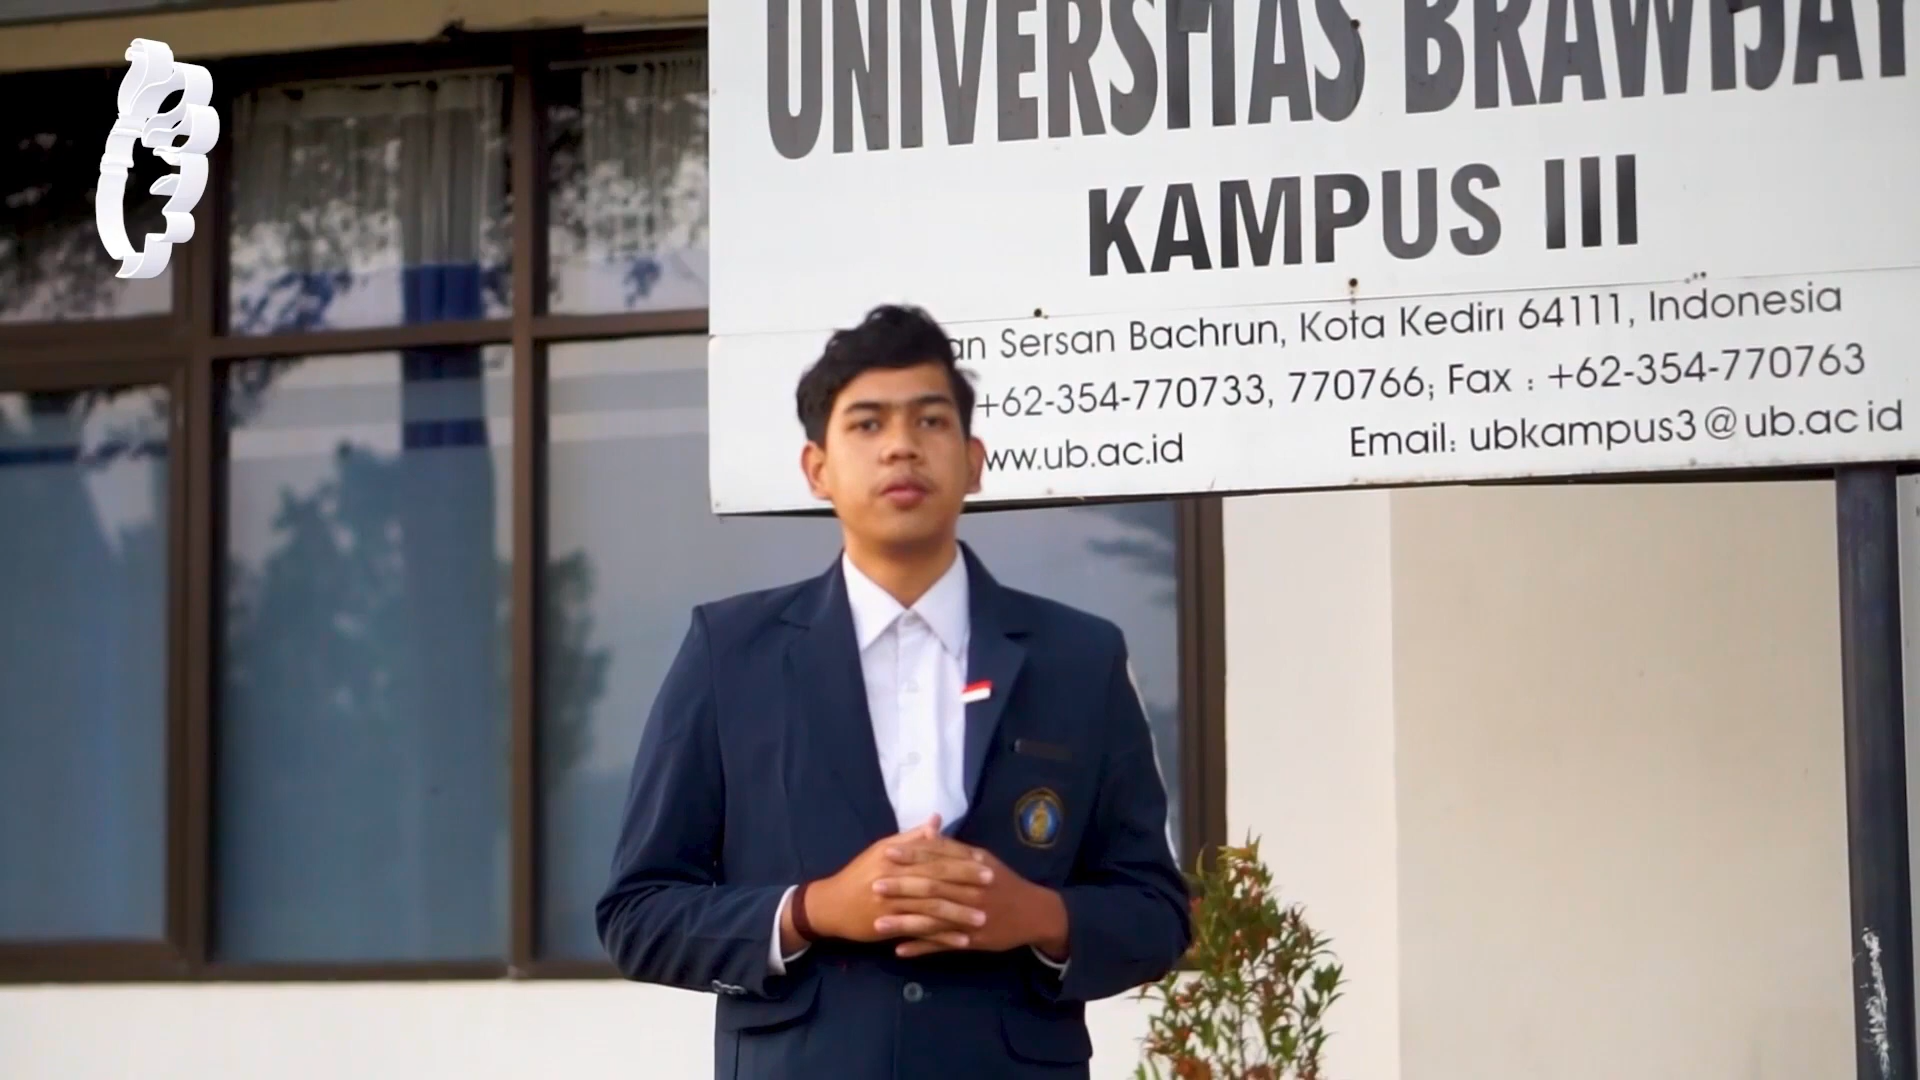 UNIVERSITAS BRAWIJAY
KAMPUS III
an Sersan Bachrun, Kota Kediri 64111, Indonesia
+62-354-770733, 770766; Fax : +62-354-770763
ww.ub.ac.id
Email: ubkampus3@ub.ac id